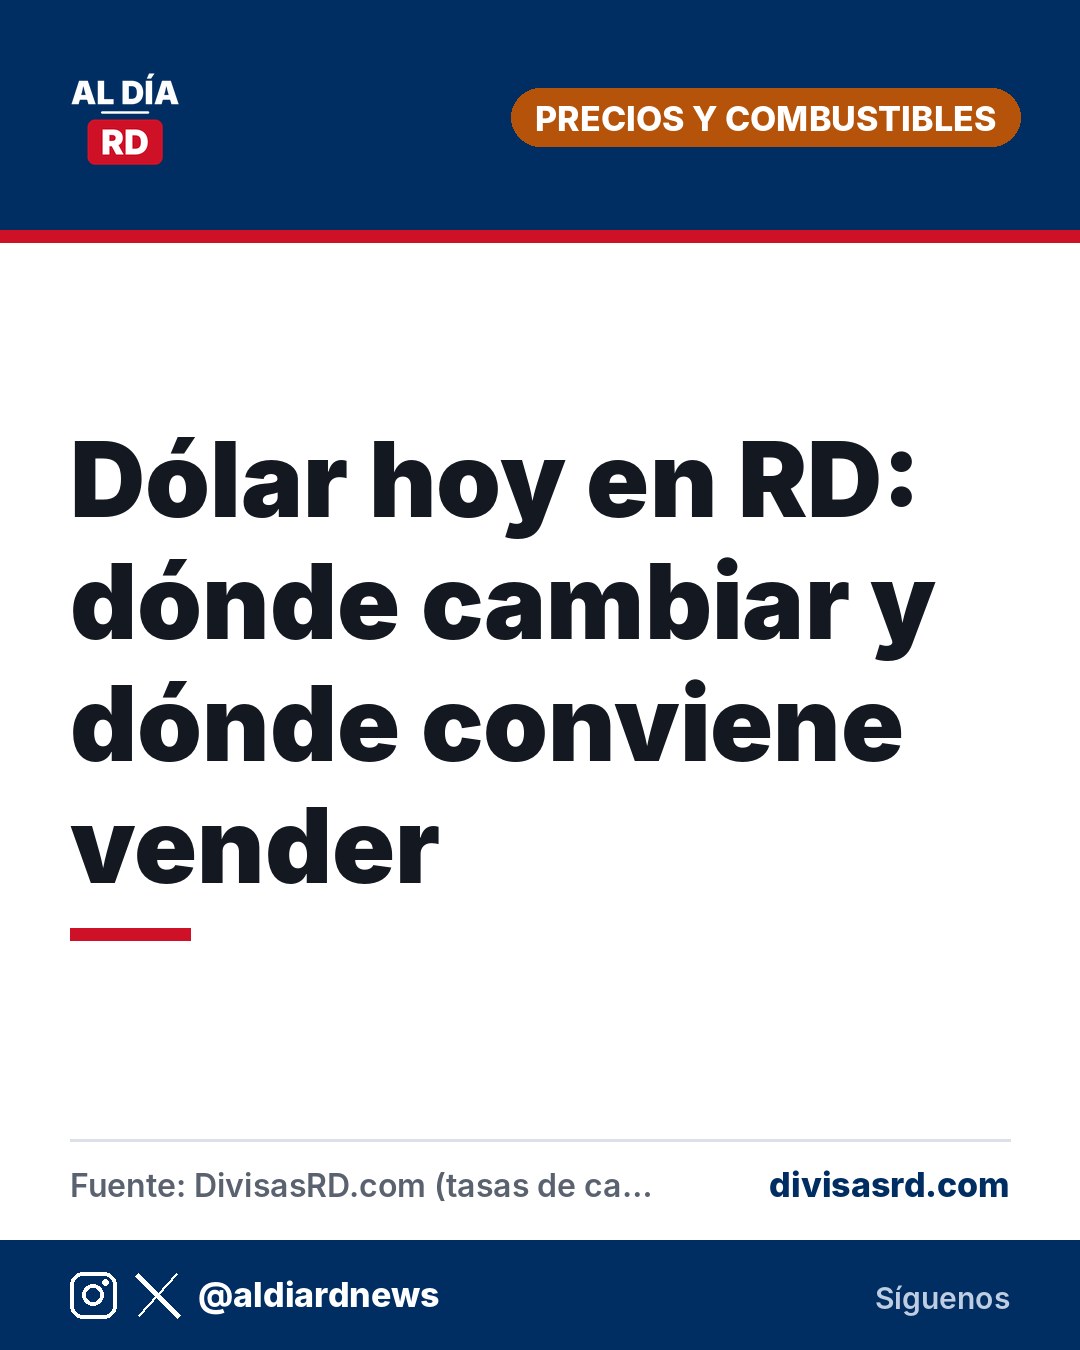 AL DÍA
RD
PRECIOS Y COMBUSTIBLES
Dólar hoy en RD:
dónde cambiar y
dónde conviene
vender
Fuente: DivisasRD.com (tasas de ca...
divisasrd.com
@aldiardnews
Síguenos